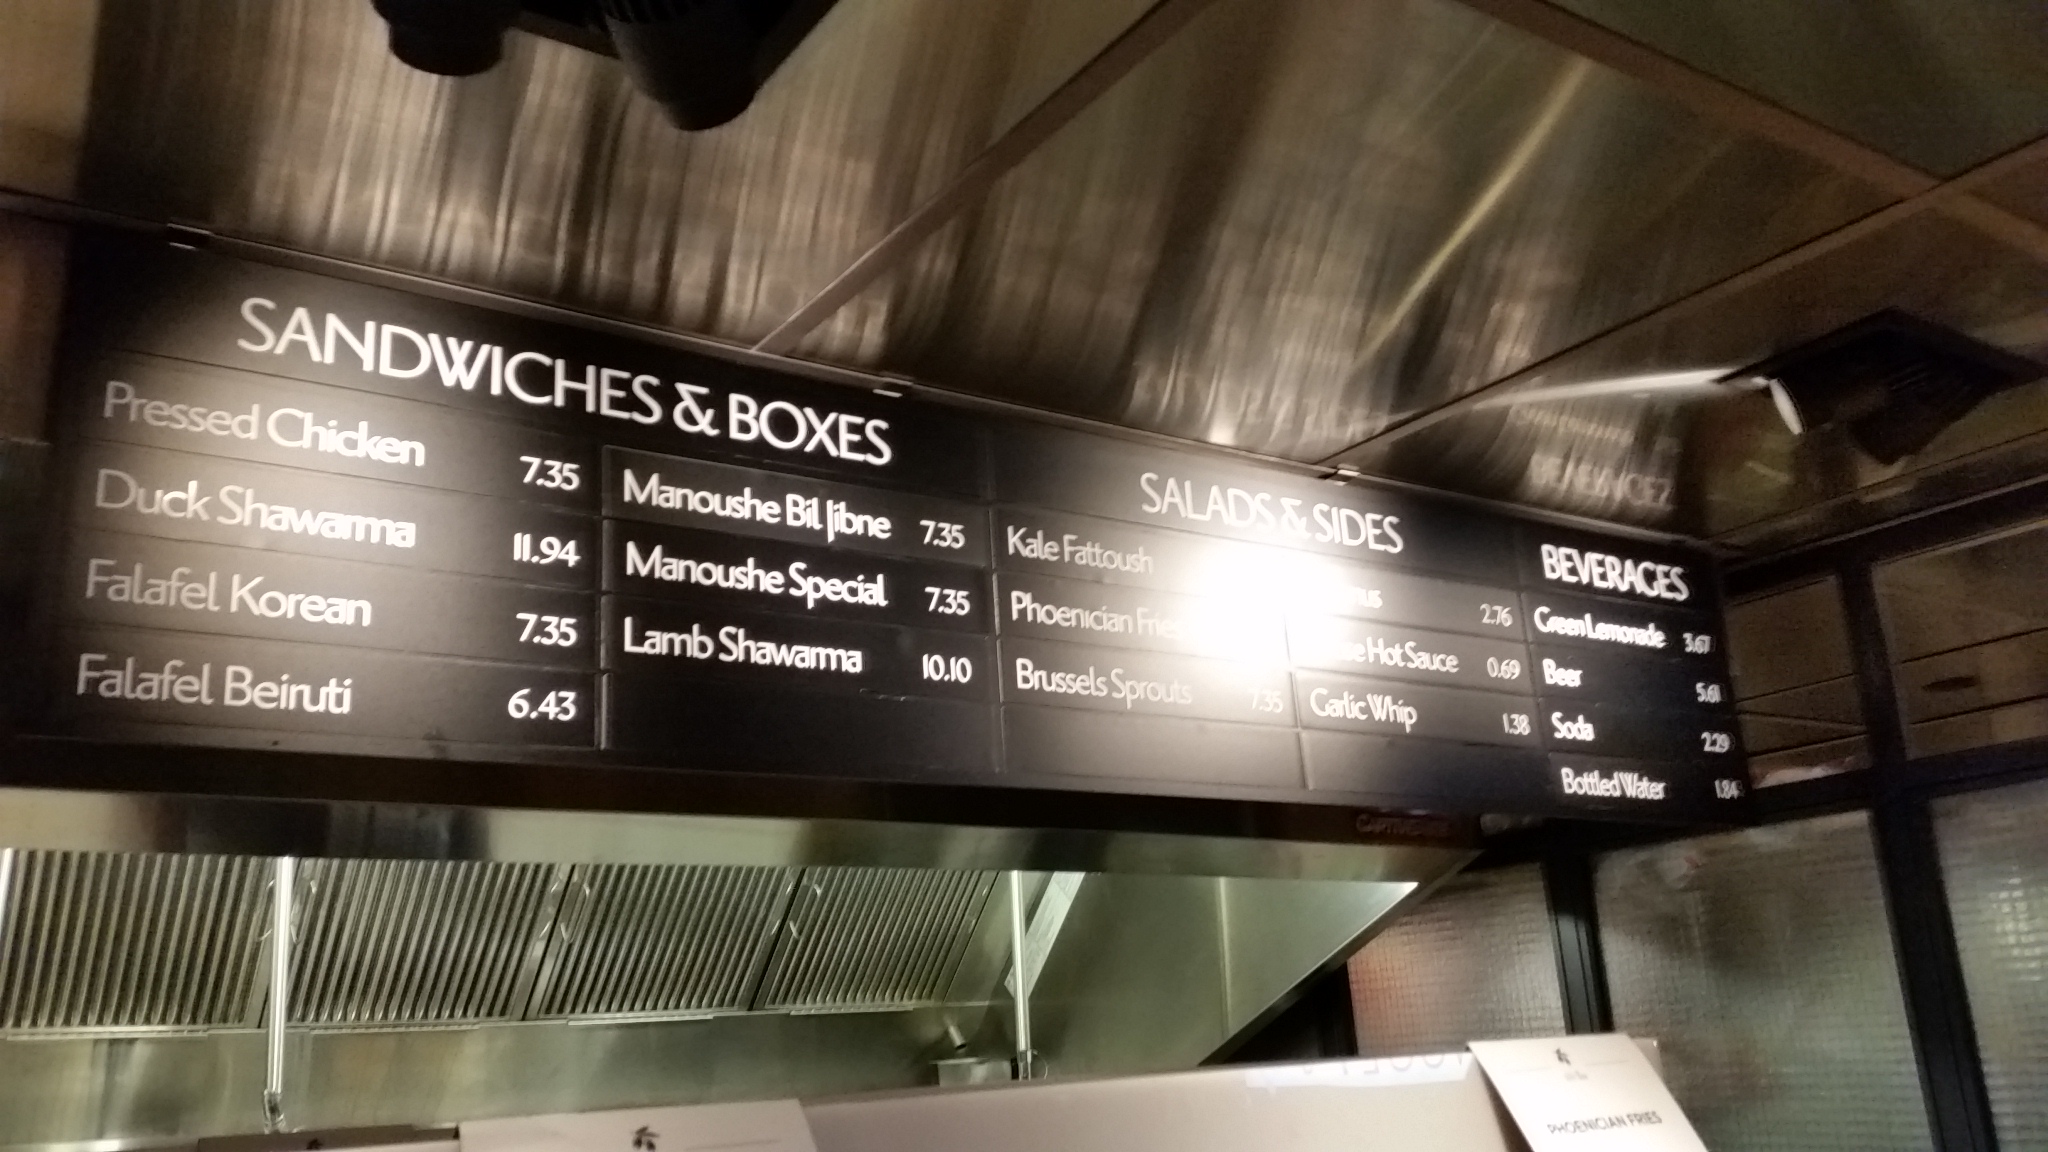 SANDWICHES & BOXES
Pressed Chicken 7.35
Duck Shawarma 11.94
Falafel Korean 7.35
Falafel Beiruti 6.43
Manoushe Bil Jibne 7.35
Manoushe Special 7.35
Lamb Shawarma 10.10
SALADS & SIDES
Kale Fattoush
Phoenician Fries
Brussels Sprouts 7.35
2.76
Hot Sauce 0.69
Garlic Whip 1.38
BEVERAGES
Green Lemonade 3.67
Beer 5.61
Soda 2.29
Bottled Water 1.84
PHOENICIAN FRIES